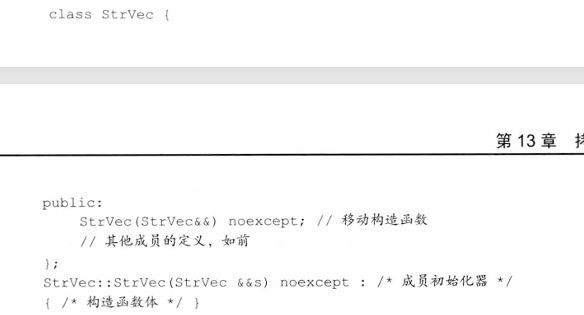 class StrVec {
第 13 章
public:
    StrVec(StrVec&&) noexcept; // 移动构造函数
    // 其他成员的定义，如前
};
StrVec::StrVec(StrVec &&s) noexcept : /* 成员初始化器 */
{ /* 构造函数体 */ }